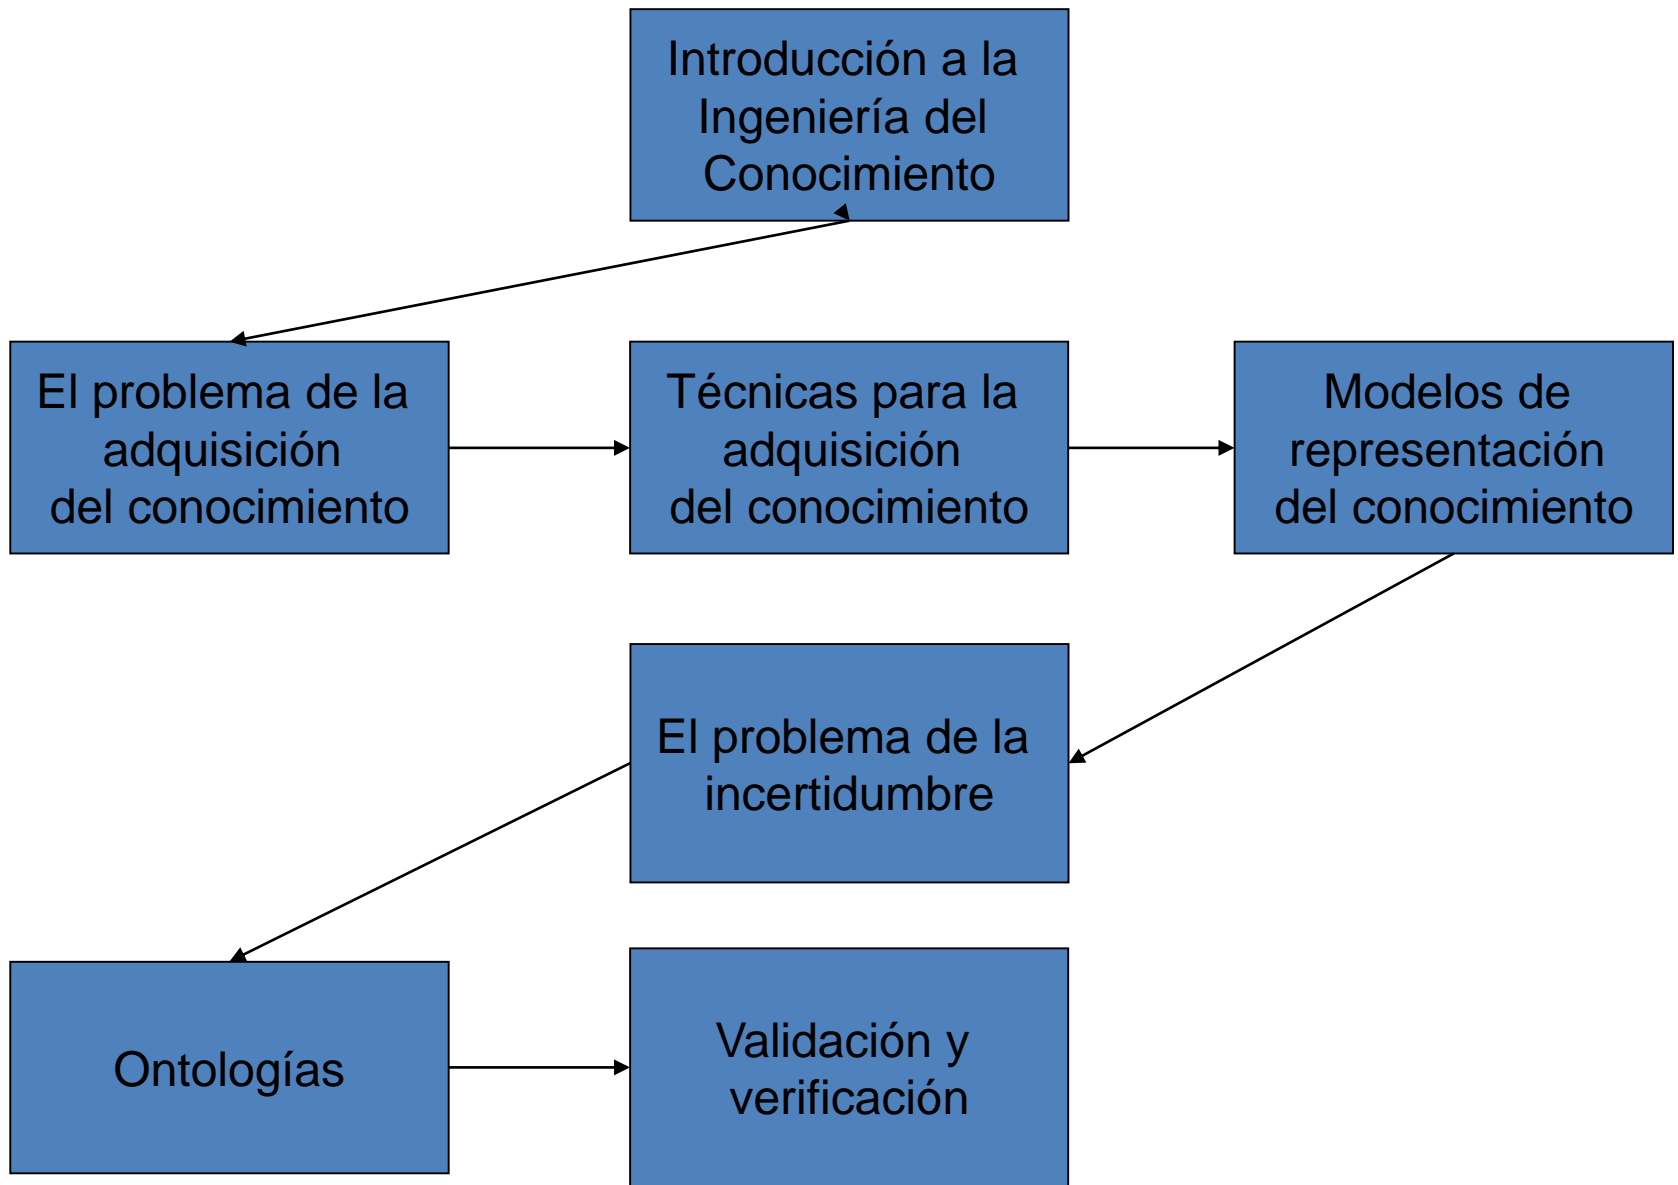 Introducción a la
Ingeniería del
Conocimiento
El problema de la
adquisición
del conocimiento
Técnicas para la
adquisición
del conocimiento
Modelos de
representación
del conocimiento
El problema de la
incertidumbre
Ontologías
Validación y
verificación